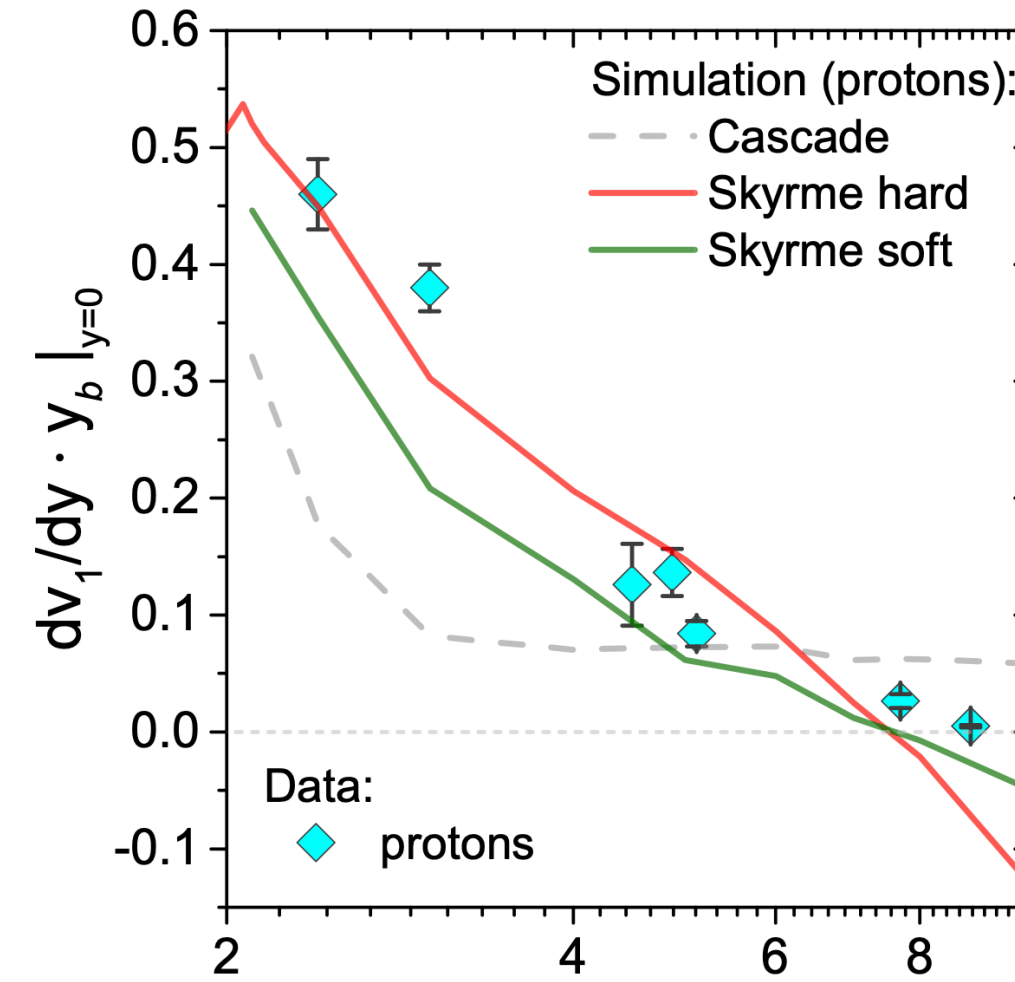 0.6
0.5
0.4
0.3
0.2
0.1
0.0
-0.1
dv₁/dy · y_b |y=0
Simulation (protons):
Cascade
Skyrme hard
Skyrme soft
Data:
protons
2 4 6 8